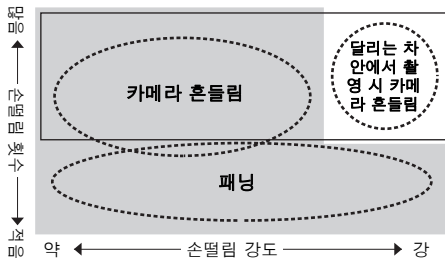 많음
손떨림 횟수
적음
카메라 흔들림
달리는 차
안에서 촬
영 시 카메
라 흔들림
패닝
약
손떨림 강도
강